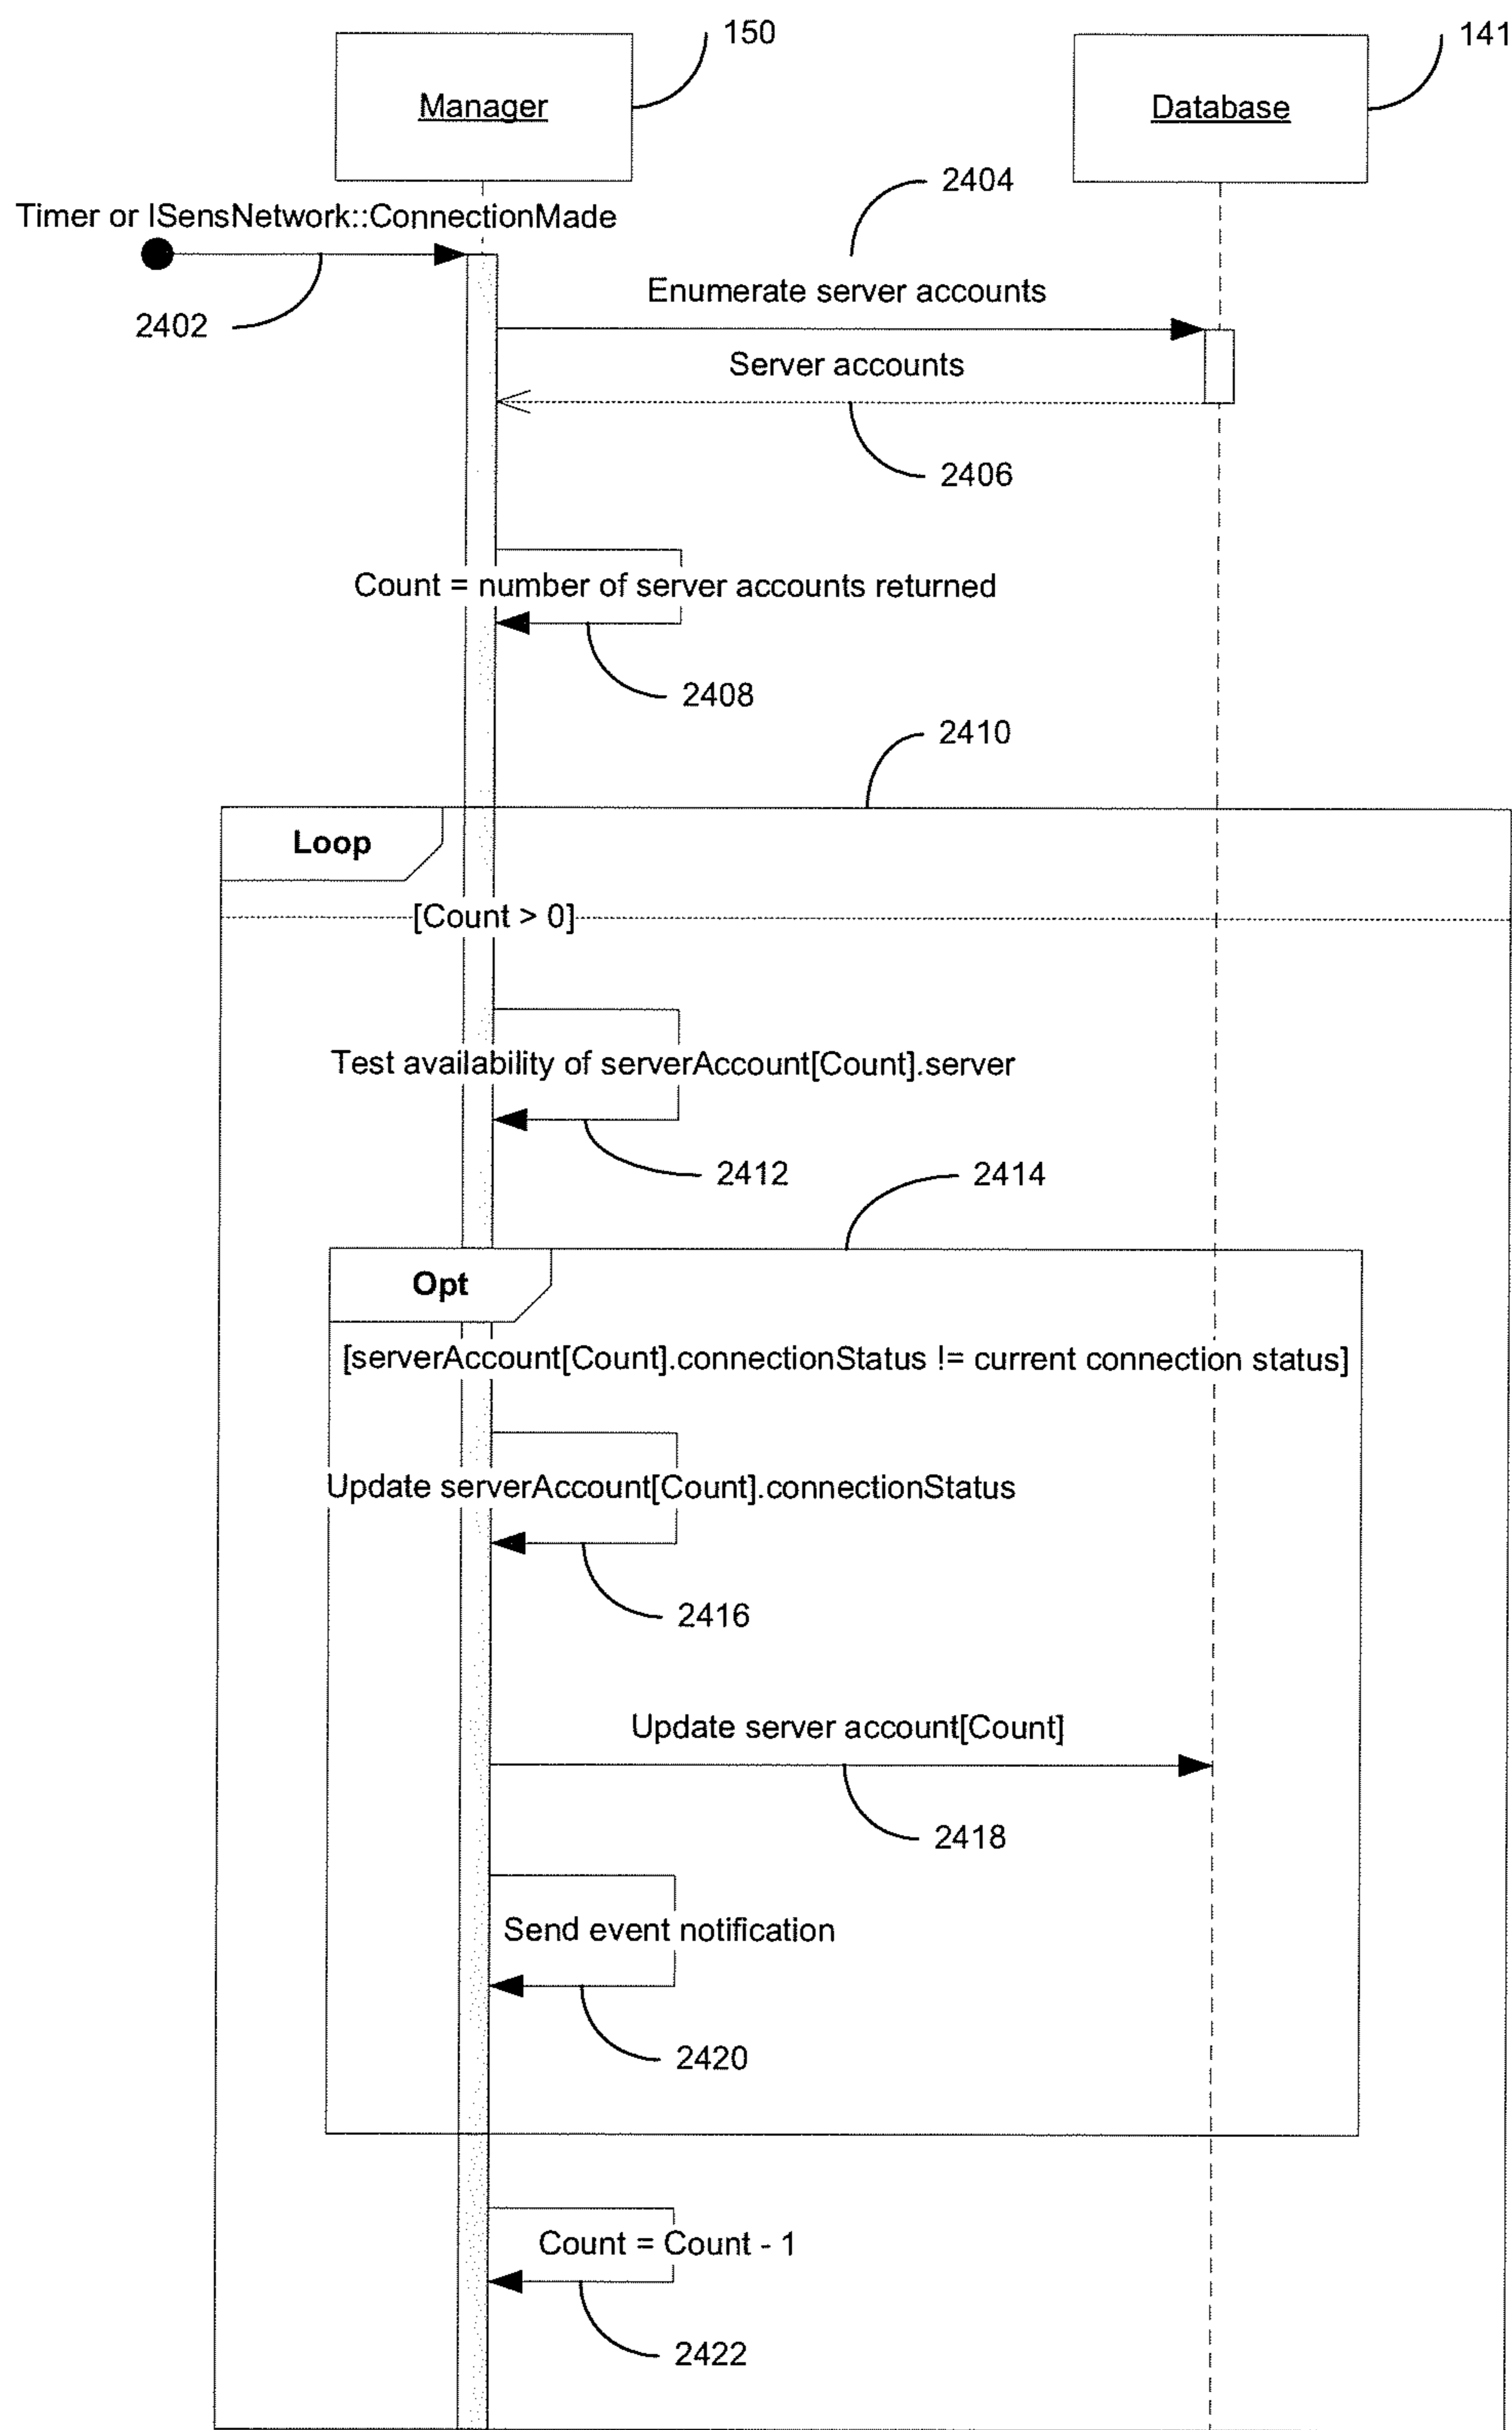 150
141
Manager
Database
2404
Timer or ISensNetwork::ConnectionMade
Enumerate server accounts
2402
Server accounts
2406
Count = number of server accounts returned
2408
2410
Loop
[Count > 0]
Test availability of serverAccount[Count].server
2412
2414
Opt
[serverAccount[Count].connectionStatus != current connection status]
Update serverAccount[Count].connectionStatus
2416
Update server account[Count]
2418
Send event notification
2420
Count = Count - 1
2422